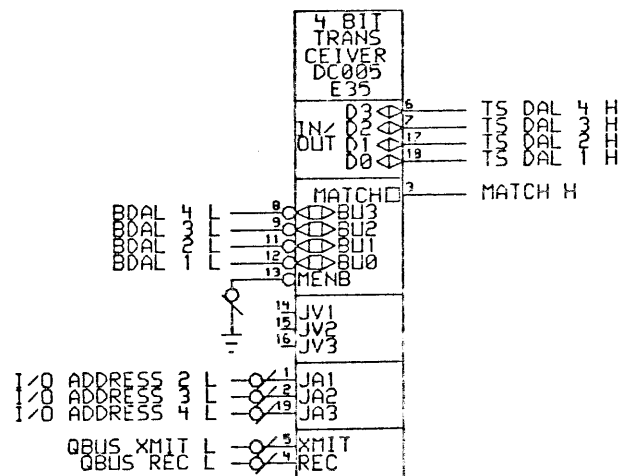 4 BIT
TRANS
CEIVER
DC005
E35
IN/
OUT
D3 6 TS DAL 4 H
D2 7 TS DAL 3 H
D1 17 TS DAL 2 H
D0 18 TS DAL 1 H
MATCH 3 MATCH H
BDAL 4 L 8 BU3
BDAL 3 L 9 BU2
BDAL 2 L 11 BU1
BDAL 1 L 12 BU0
13 MENB
14 JV1
15 JV2
16 JV3
I/O ADDRESS 2 L 1 JA1
I/O ADDRESS 3 L 2 JA2
I/O ADDRESS 4 L 19 JA3
QBUS XMIT L 5 XMIT
QBUS REC L 4 REC